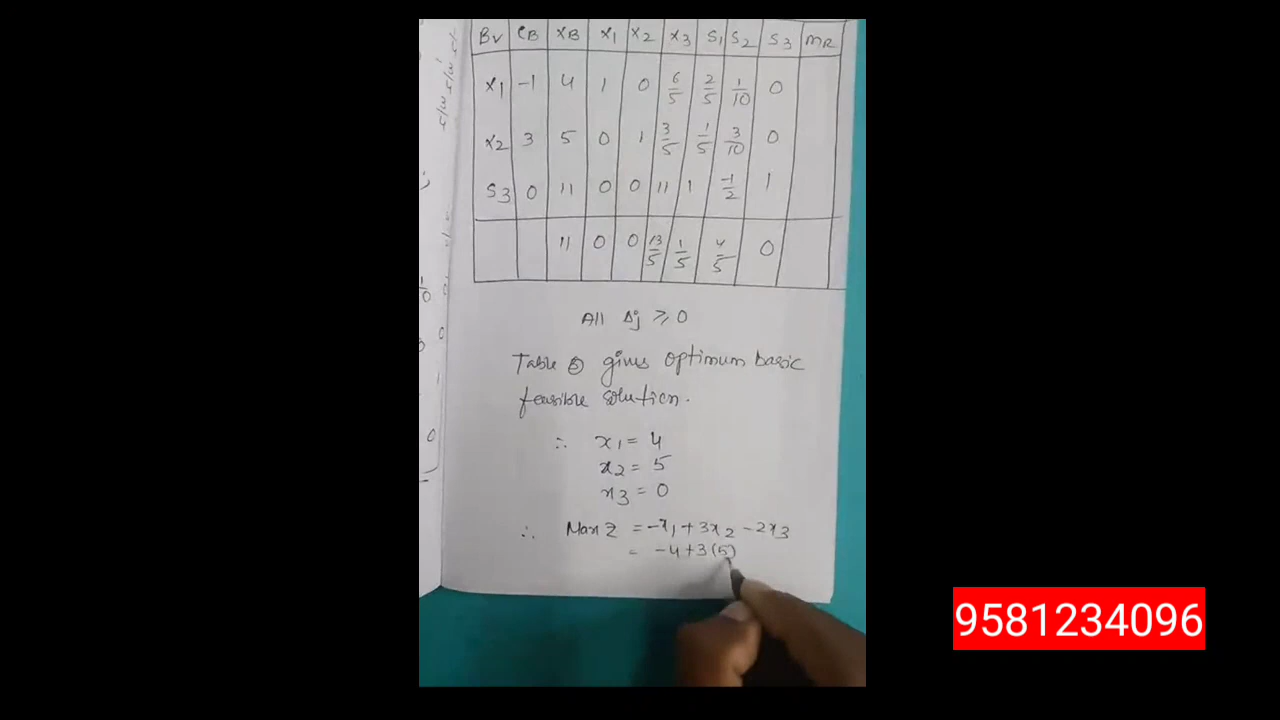 BV CB XB X1 X2 X3 S1 S2 S3 MR
X1 -1 4 1 0 6/5 2/5 1/10 0
X2 3 5 0 1 3/5 1/5 3/10 0
S3 0 11 0 0 11 1 -1/2 1
11 0 0 13/5 1/5 4/5 0
All Δj ≥ 0
Table ③ gives optimum basic
feasible solution.
∴ x1 = 4
x2 = 5
x3 = 0
∴ Max Z = -x1 + 3x2 - 2x3
= -4+3(5)
9581234096